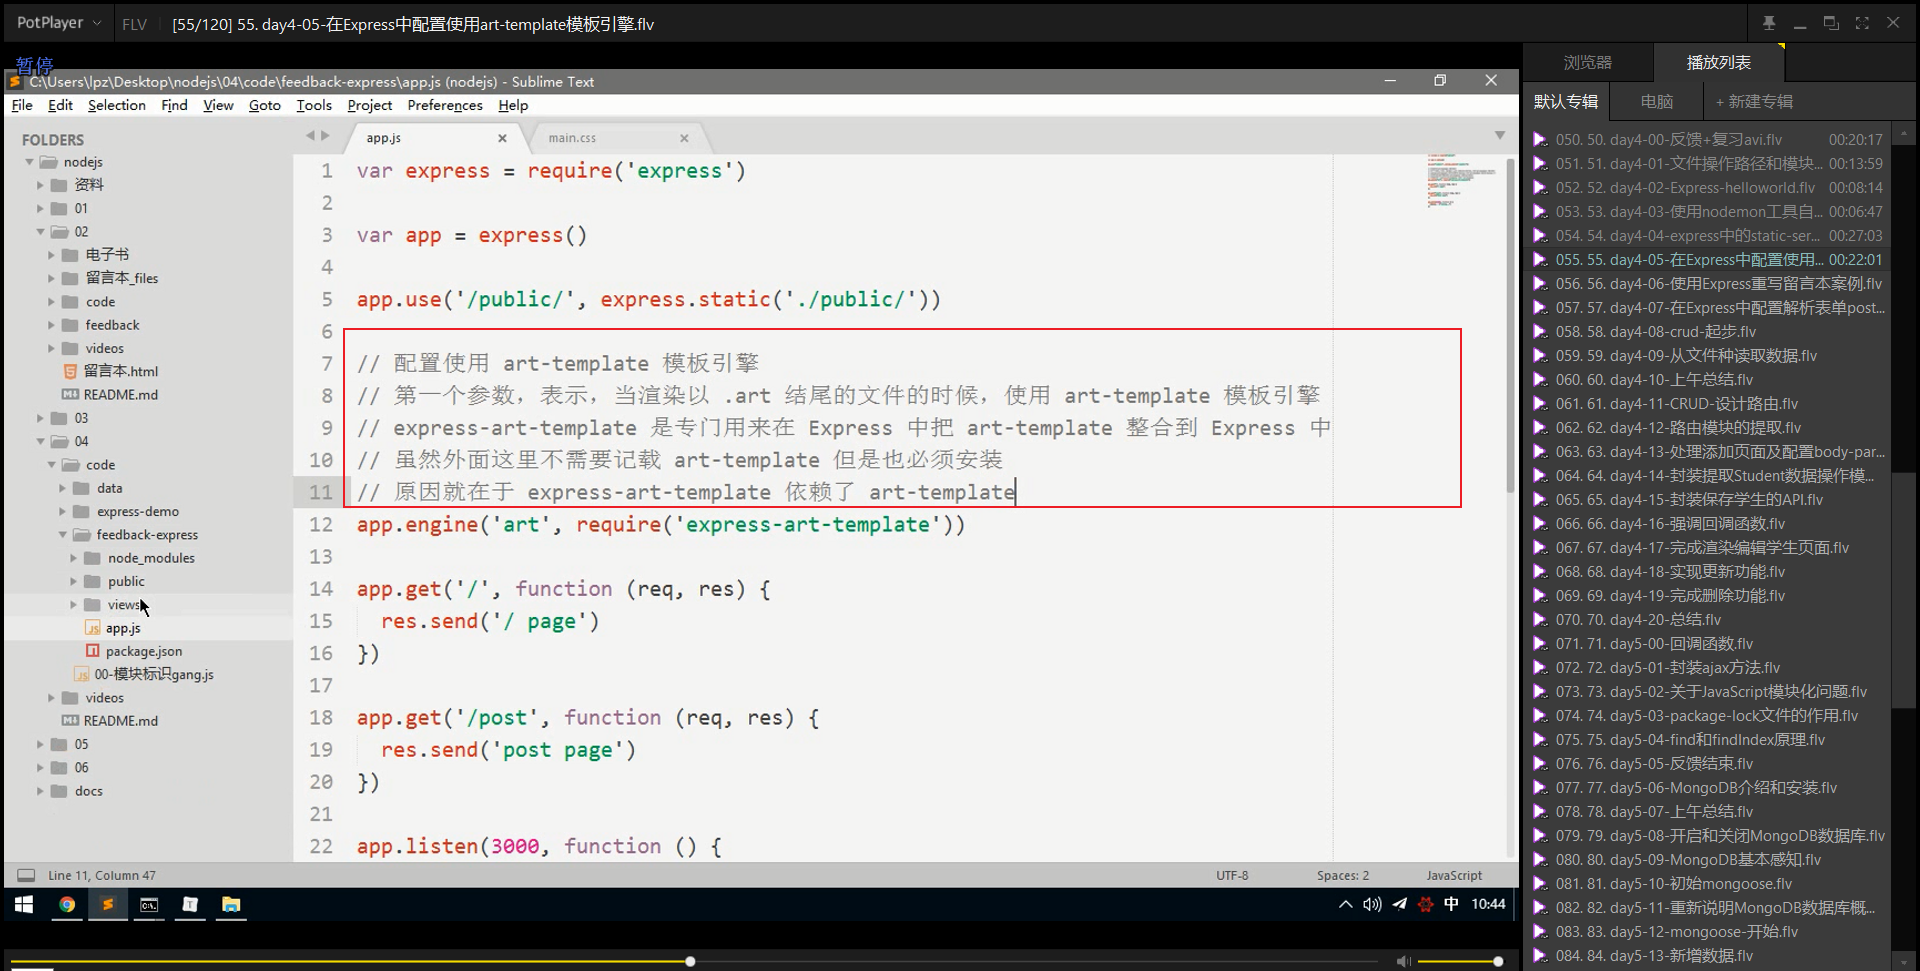 PotPlayer
FLV
[55/120] 55. day4-05-在Express中配置使用art-template模板引擎.flv
暂停
C:\Users\lpz\Desktop\nodejs\04\code\feedback-express\app.js (nodejs) - Sublime Text
File Edit Selection Find View Goto Tools Project Preferences Help
FOLDERS
nodejs
资料
01
02
电子书
留言本_files
code
feedback
videos
留言本.html
README.md
03
04
code
data
express-demo
feedback-express
node_modules
public
views
app.js
package.json
00-模块标识gang.js
videos
README.md
05
06
docs
app.js
main.css
1 var express = require('express')
2
3 var app = express()
4
5 app.use('/public/', express.static('./public/'))
6
7 // 配置使用 art-template 模板引擎
8 // 第一个参数，表示，当渲染以 .art 结尾的文件的时候，使用 art-template 模板引擎
9 // express-art-template 是专门用来在 Express 中把 art-template 整合到 Express 中
10 // 虽然外面这里不需要记载 art-template 但是也必须安装
11 // 原因就在于 express-art-template 依赖了 art-template
12 app.engine('art', require('express-art-template'))
13
14 app.get('/', function (req, res) {
15 res.send('/ page')
16 })
17
18 app.get('/post', function (req, res) {
19 res.send('post page')
20 })
21
22 app.listen(3000, function () {
Line 11, Column 47
UTF-8
Spaces: 2
JavaScript
中
10:44
浏览器
播放列表
默认专辑
电脑
+ 新建专辑
050. 50. day4-00-反馈+复习avi.flv 00:20:17
051. 51. day4-01-文件操作路径和模块... 00:13:59
052. 52. day4-02-Express-helloworld.flv 00:08:14
053. 53. day4-03-使用nodemon工具自... 00:06:47
054. 54. day4-04-express中的static-ser... 00:27:03
055. 55. day4-05-在Express中配置使用... 00:22:01
056. 56. day4-06-使用Express重写留言本案例.flv
057. 57. day4-07-在Express中配置解析表单post...
058. 58. day4-08-crud-起步.flv
059. 59. day4-09-从文件种读取数据.flv
060. 60. day4-10-上午总结.flv
061. 61. day4-11-CRUD-设计路由.flv
062. 62. day4-12-路由模块的提取.flv
063. 63. day4-13-处理添加页面及配置body-par...
064. 64. day4-14-封装提取Student数据操作模...
065. 65. day4-15-封装保存学生的API.flv
066. 66. day4-16-强调回调函数.flv
067. 67. day4-17-完成渲染编辑学生页面.flv
068. 68. day4-18-实现更新功能.flv
069. 69. day4-19-完成删除功能.flv
070. 70. day4-20-总结.flv
071. 71. day5-00-回调函数.flv
072. 72. day5-01-封装ajax方法.flv
073. 73. day5-02-关于JavaScript模块化问题.flv
074. 74. day5-03-package-lock文件的作用.flv
075. 75. day5-04-find和findIndex原理.flv
076. 76. day5-05-反馈结束.flv
077. 77. day5-06-MongoDB介绍和安装.flv
078. 78. day5-07-上午总结.flv
079. 79. day5-08-开启和关闭MongoDB数据库.flv
080. 80. day5-09-MongoDB基本感知.flv
081. 81. day5-10-初始mongoose.flv
082. 82. day5-11-重新说明MongoDB数据库概...
083. 83. day5-12-mongoose-开始.flv
084. 84. day5-13-新增数据.flv